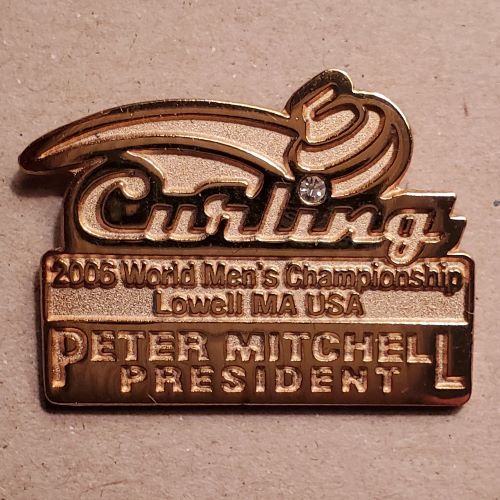 Curling
2006 World Men's Championship
Lowell MA USA
PETER MITCHELL
PRESIDENT